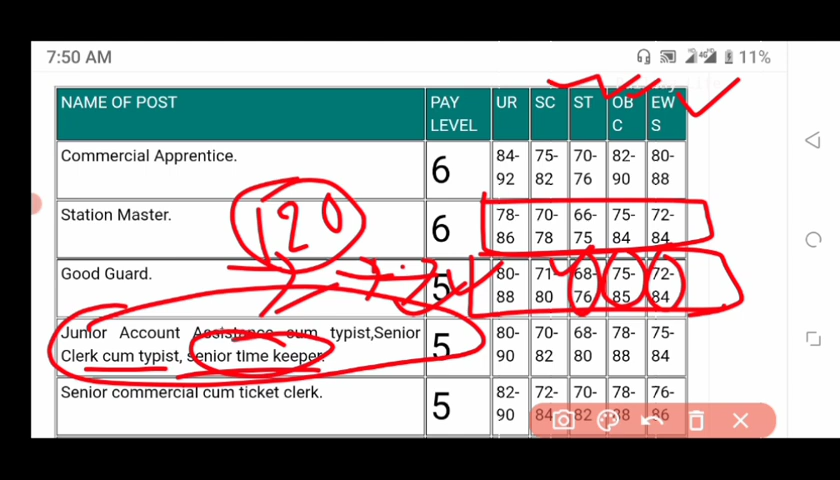 7:50 AM 11%
NAME OF POST PAY LEVEL UR SC ST OBC EWS
Commercial Apprentice. 6 84-92 75-82 70-76 82-90 80-88
Station Master. 6 78-86 70-78 66-75 75-84 72-84
120
Good Guard. 5 80-88 71-80 68-76 75-85 72-84
Junior Account Assistance cum typist,Senior
Clerk cum typist, senior tIme keeper. 5 80-90 70-82 68-80 78-88 75-84
Senior commercial cum ticket clerk. 5 82-90 72-84 70-82 78-88 76-86